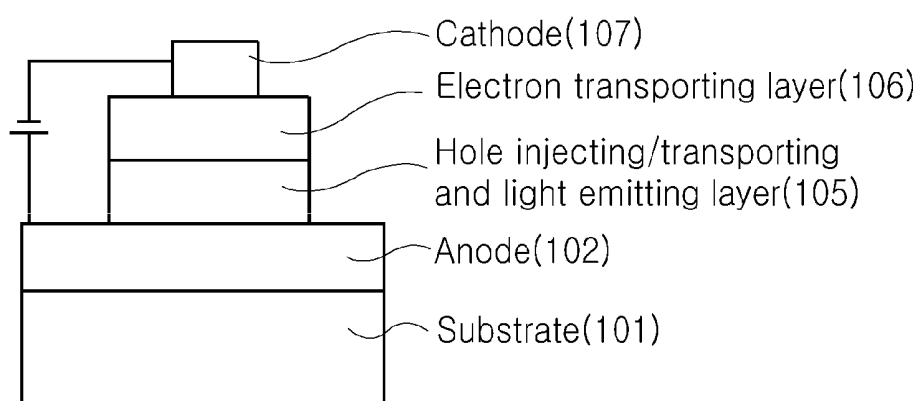 Cathode(107)
Electron transporting layer(106)
Hole injecting/transporting
and light emitting layer(105)
Anode(102)
Substrate(101)